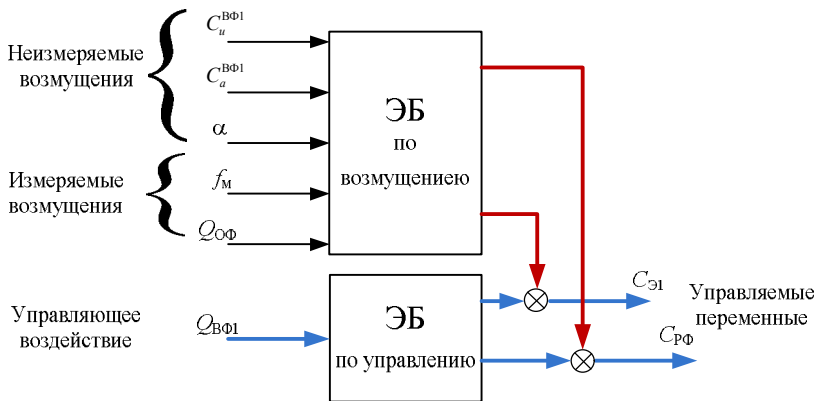 Неизмеряемые
возмущения
Измеряемые
возмущения
Управляющее
воздействие
C_u^ВФ1
C_a^ВФ1
α
f_М
Q_ОФ
Q_ВФ1
ЭБ
по
возмущениею
ЭБ
по управлению
C_Э1
C_РФ
Управляемые
переменные